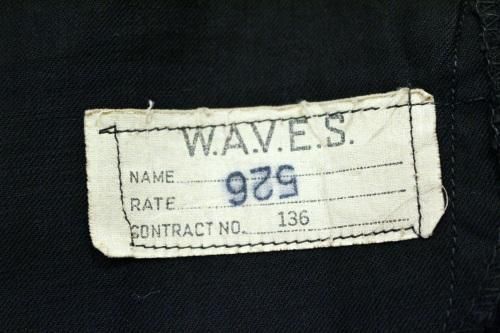 W.A.V.E.S.
NAME
526
RATE
CONTRACT NO. 136